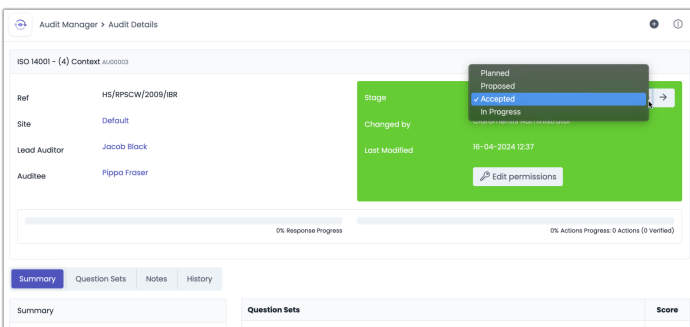 Audit Manager > Audit Details
ISO 14001 - (4) Context AU00003
Ref HS/RPSCW/2009/IBR
Site Default
Lead Auditor Jacob Black
Auditee Pippa Fraser
Stage
Planned
Proposed
✓ Accepted
In Progress
Changed by Administrator
Last Modified 16-04-2024 12:37
Edit permissions
0% Response Progress
0% Actions Progress: 0 Actions (0 Verified)
Summary Question Sets Notes History
Summary
Question Sets Score